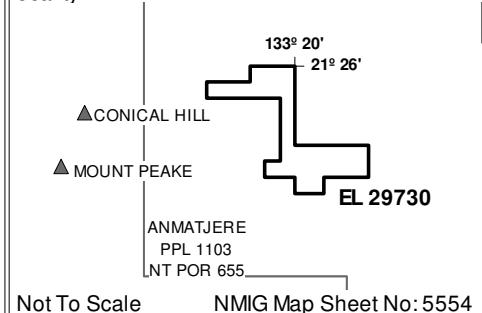 133º 20'
21º 26'
CONICAL HILL
MOUNT PEAKE
EL 29730
ANMATJERE
PPL 1103
NT POR 655
Not To Scale NMIG Map Sheet No: 5554